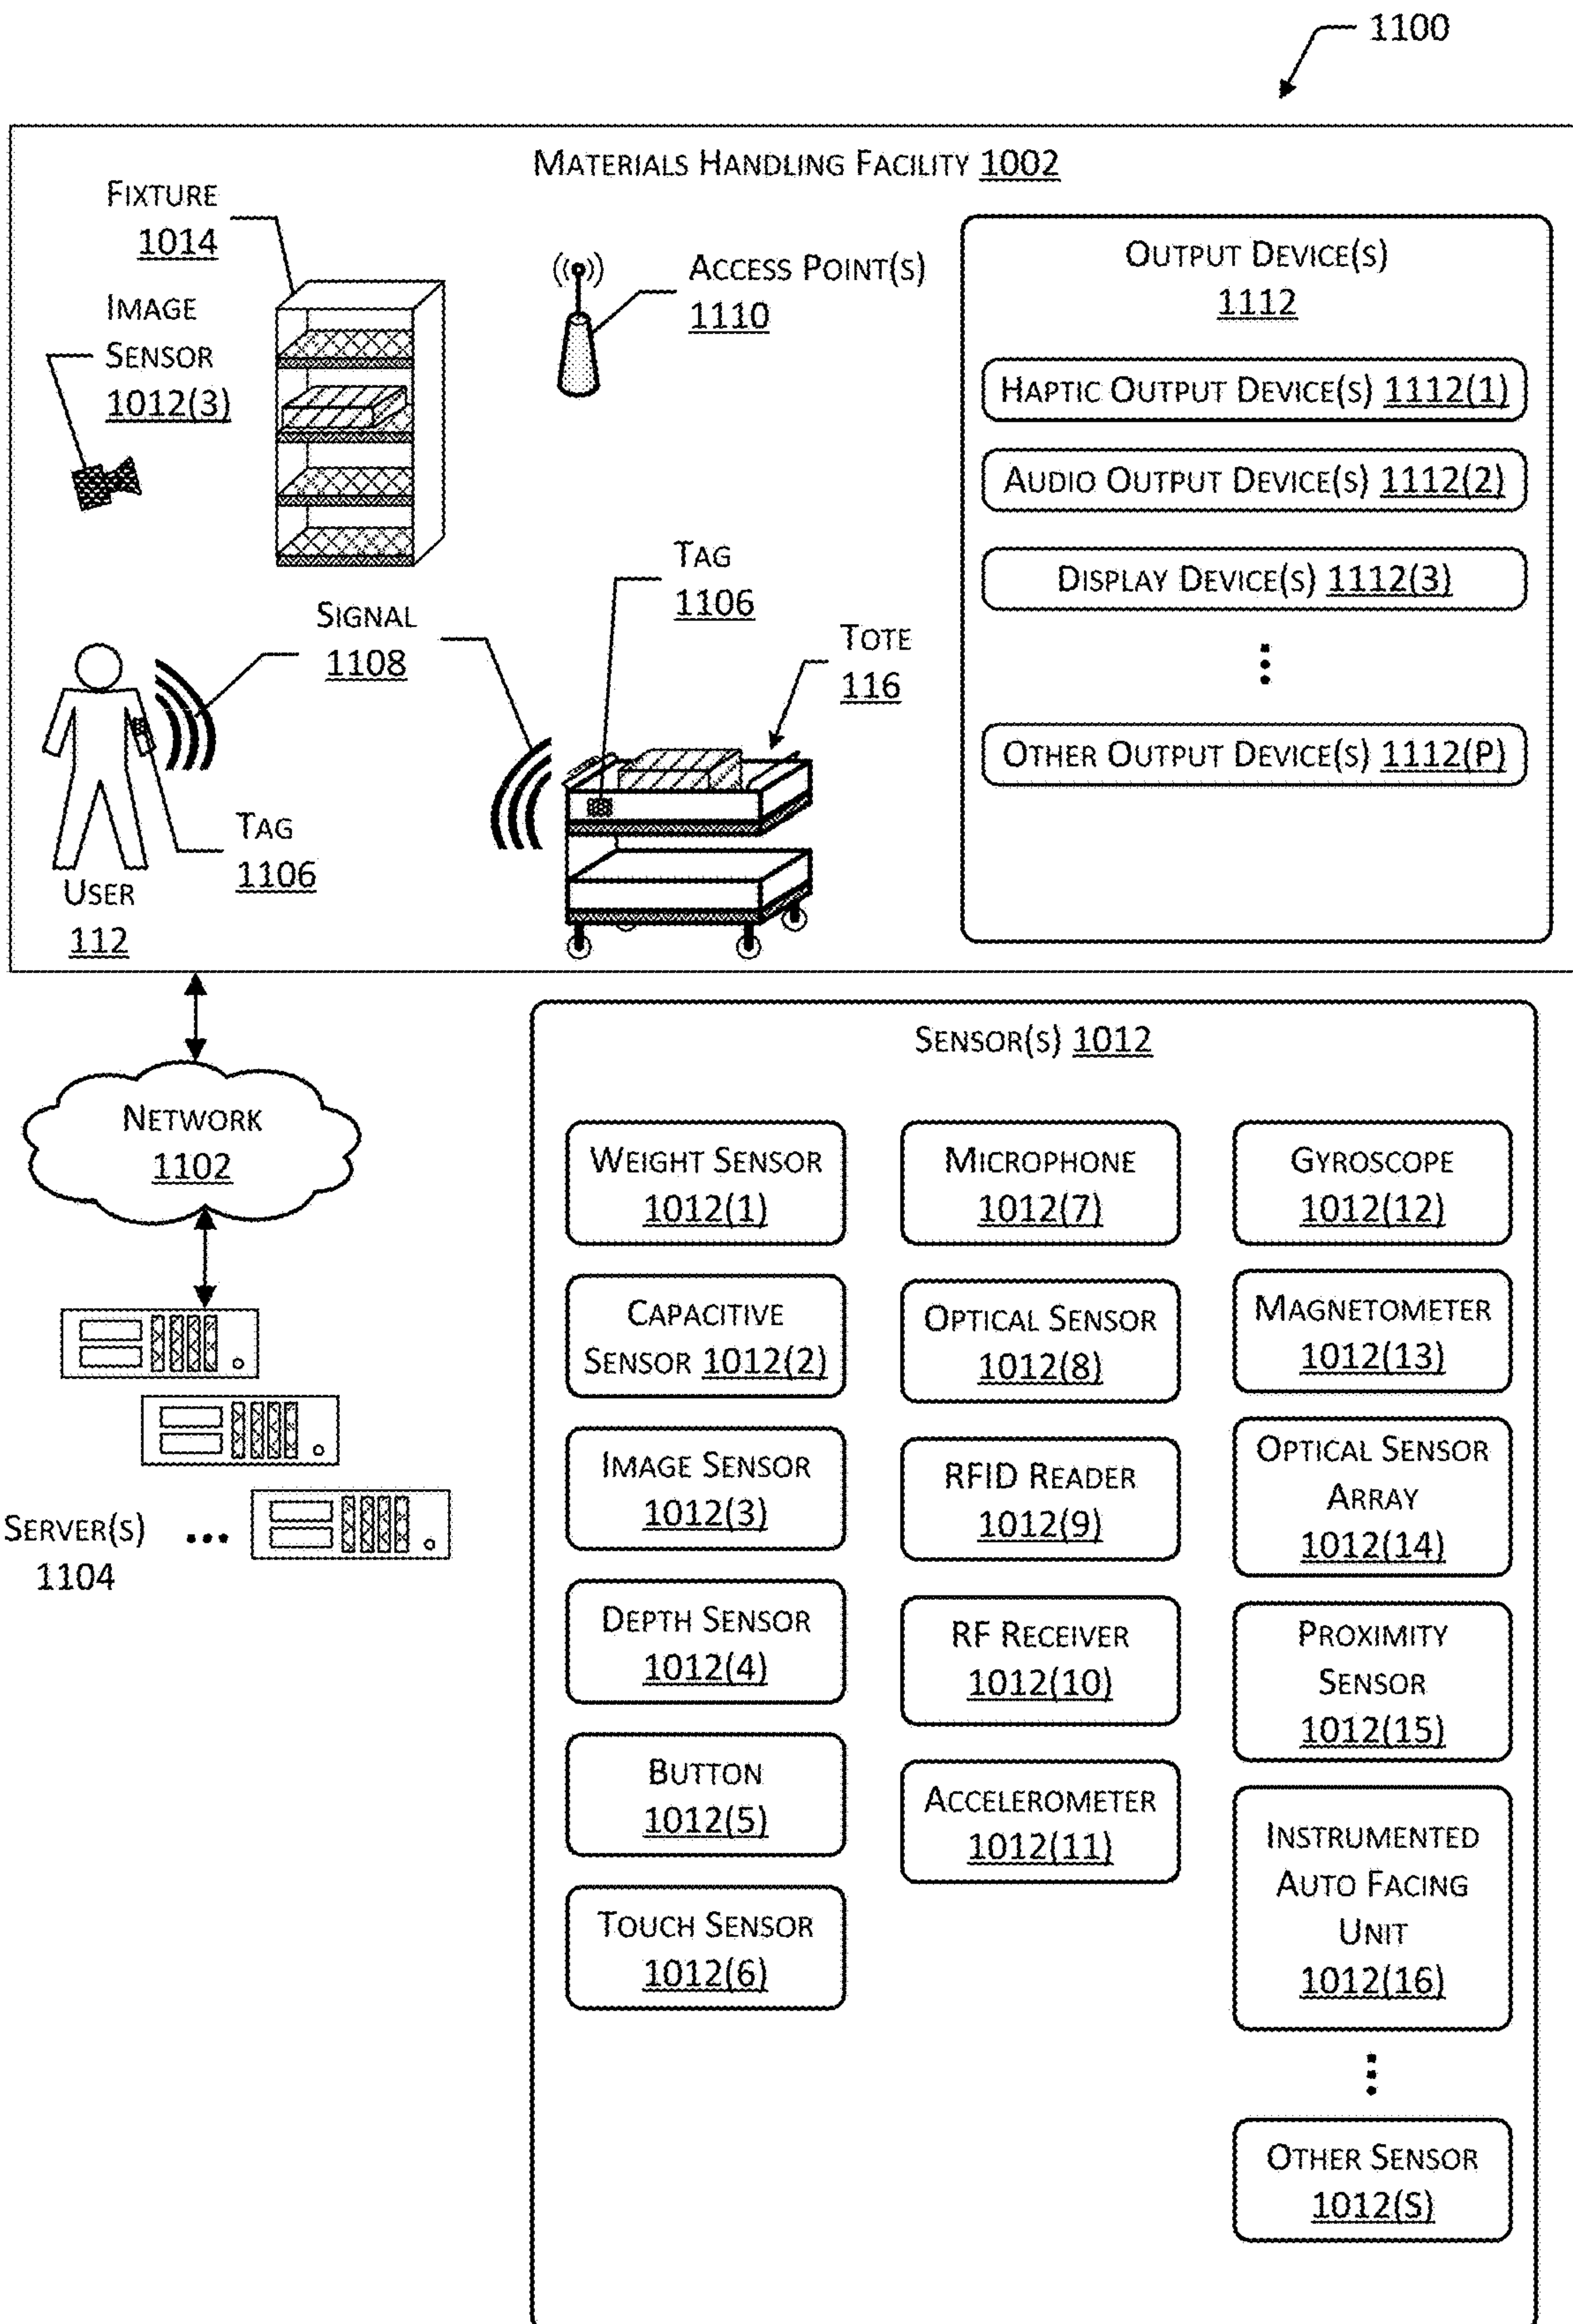 1100
Materials Handling Facility 1002
Fixture
1014
Image
Sensor
1012(3)
Access Point(s)
1110
Output Device(s)
1112
Haptic Output Device(s) 1112(1)
Audio Output Device(s) 1112(2)
Display Device(s) 1112(3)
Other Output Device(s) 1112(P)
Tag
1106
Signal
1108
Tote
116
Tag
1106
User
112
Network
1102
Server(s)
1104
Sensor(s) 1012
Weight Sensor
1012(1)
Capacitive
Sensor 1012(2)
Image Sensor
1012(3)
Depth Sensor
1012(4)
Button
1012(5)
Touch Sensor
1012(6)
Microphone
1012(7)
Optical Sensor
1012(8)
RFID Reader
1012(9)
RF Receiver
1012(10)
Accelerometer
1012(11)
Gyroscope
1012(12)
Magnetometer
1012(13)
Optical Sensor
Array
1012(14)
Proximity
Sensor
1012(15)
Instrumented
Auto Facing
Unit
1012(16)
Other Sensor
1012(S)